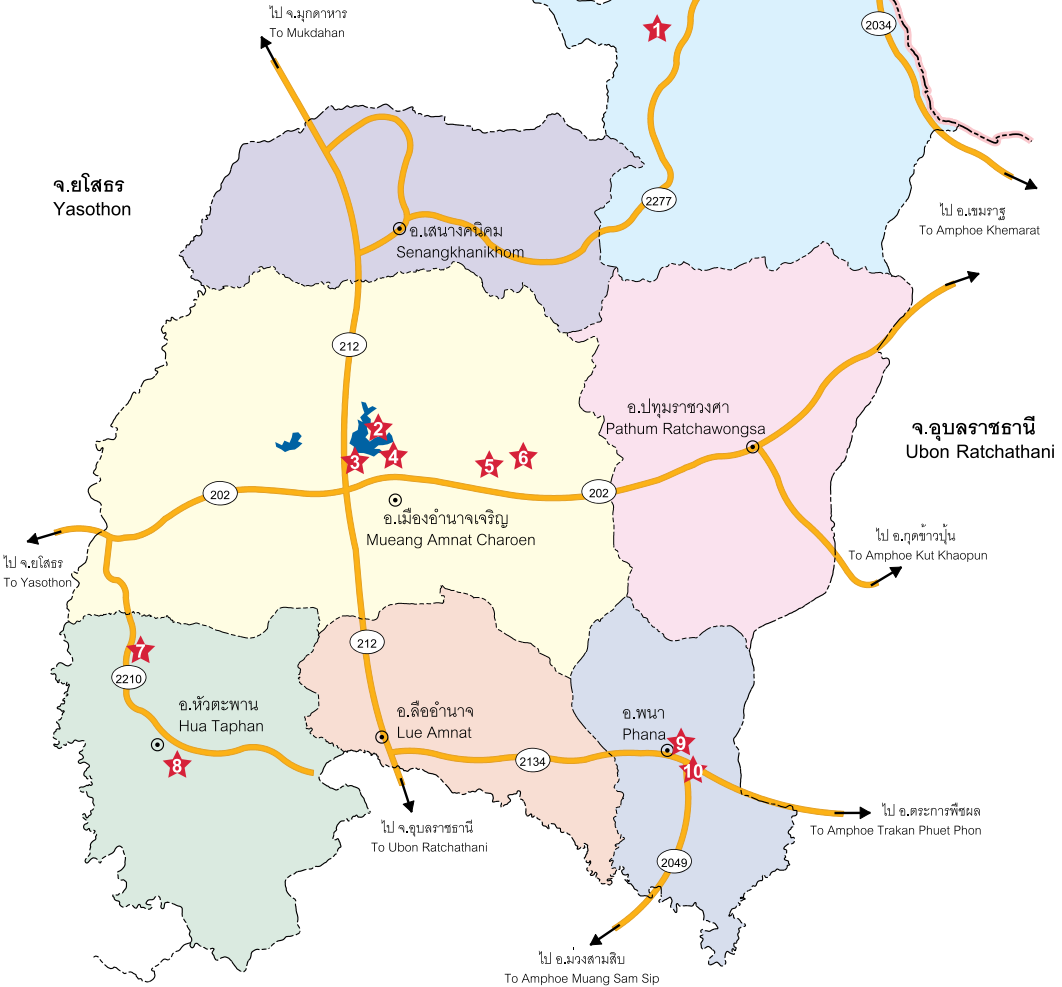 ไป จ.มุกดาหาร
To Mukdahan
1
2034
จ.ยโสธร
Yasothon
2277
ไป อ.เขมราฐ
To Amphoe Khemarat
อ.เสนางคนิคม
Senangkhanikhom
212
อ.ปทุมราชวงศา
Pathum Ratchawongsa
จ.อุบลราชธานี
Ubon Ratchathani
2
3
4
5
6
202
202
อ.เมืองอำนาจเจริญ
Mueang Amnat Charoen
ไป จ.ยโสธร
To Yasothon
ไป อ.กุดข้าวปุ้น
To Amphoe Kut Khaopun
212
7
2210
อ.หัวตะพาน
Hua Taphan
อ.ลืออำนาจ
Lue Amnat
อ.พนา
Phana
9
8
2134
10
ไป อ.ตระการพืชผล
To Amphoe Trakan Phuet Phon
ไป จ.อุบลราชธานี
To Ubon Ratchathani
2049
ไป อ.ม่วงสามสิบ
To Amphoe Muang Sam Sip